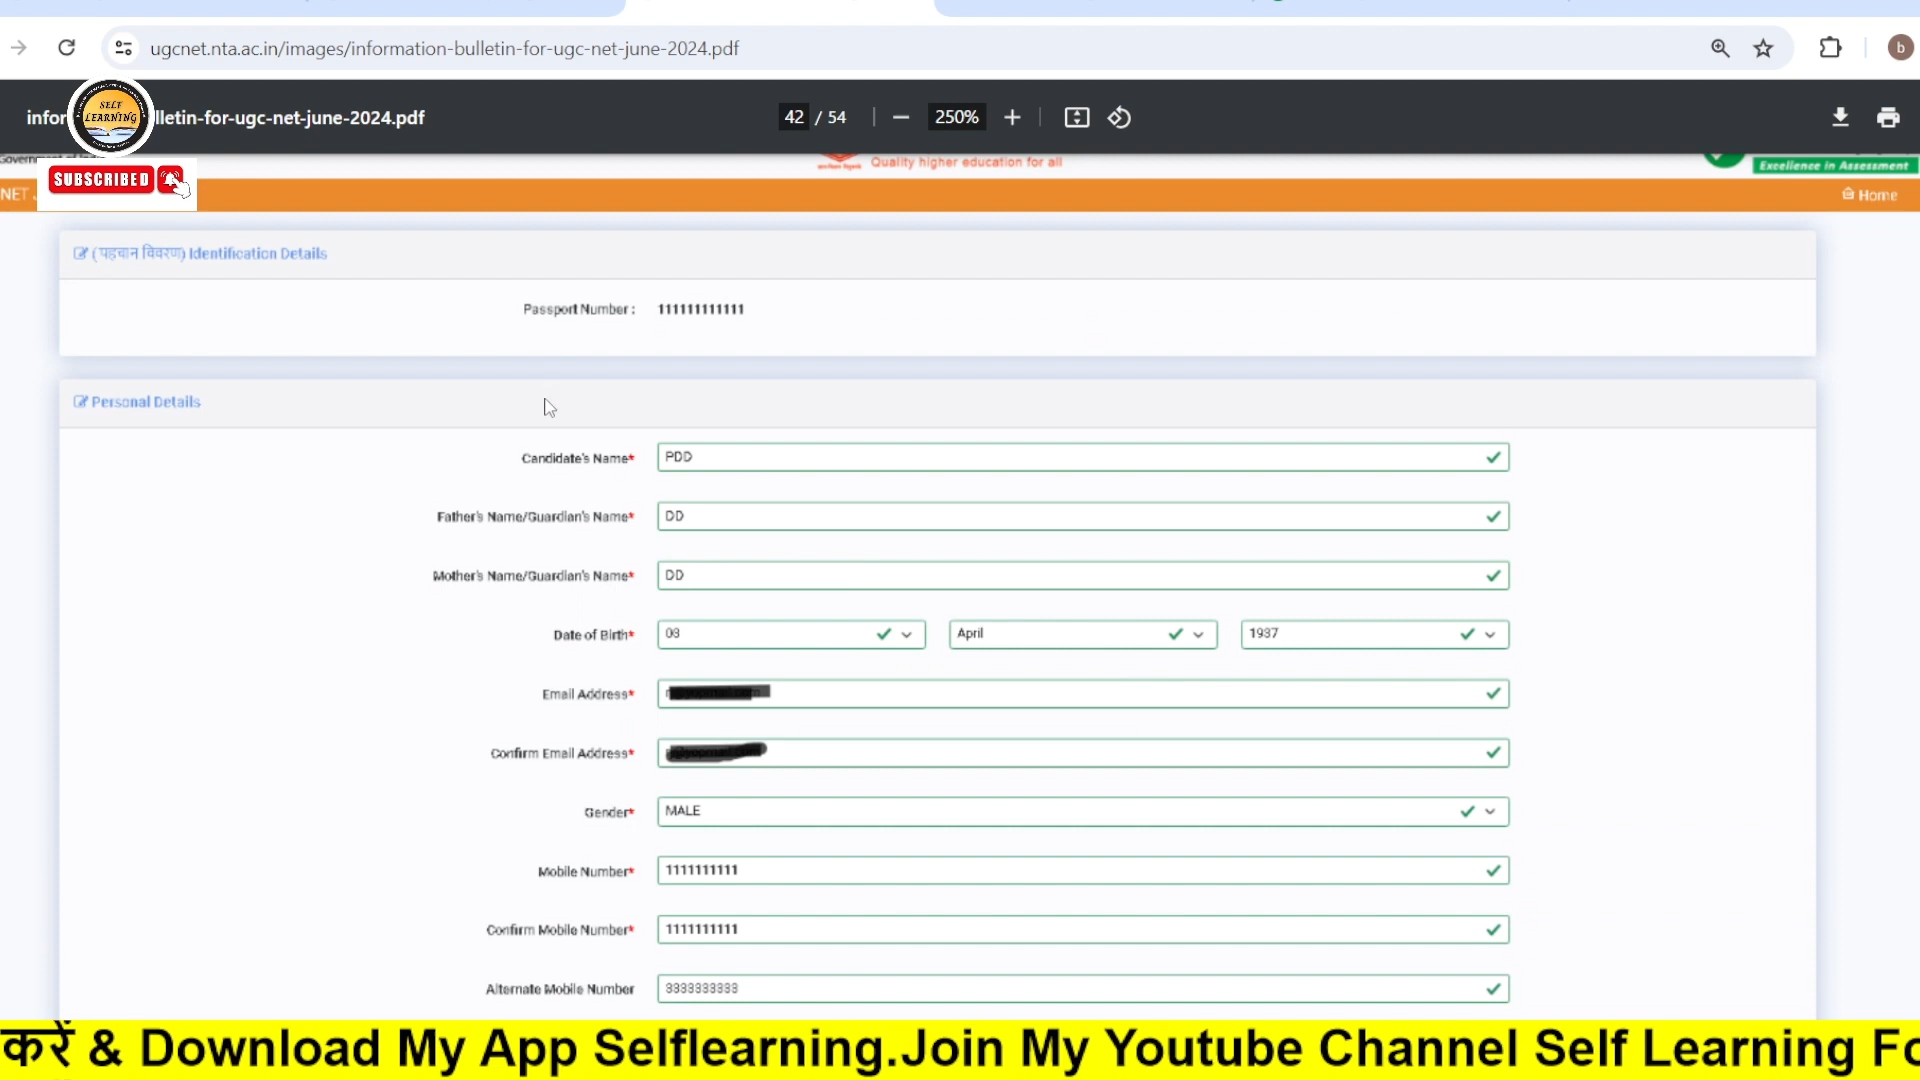 ugcnet.nta.ac.in/images/information-bulletin-for-ugc-net-june-2024.pdf
b
SELF
LEARNING
infor lletin-for-ugc-net-june-2024.pdf
42 / 54
250%
Quality higher education for all
Excellence in Assessment
SUBSCRIBED
NET
Home
(पहचान विवरण) Identification Details
Passport Number : 111111111111
Personal Details
Candidate's Name* PDD
Father's Name/Guardian's Name* DD
Mother's Name/Guardian's Name* DD
Date of Birth* 03 April 1937
Email Address*
Confirm Email Address*
Gender* MALE
Mobile Number* 1111111111
Confirm Mobile Number* 1111111111
Alternate Mobile Number 3333333333
करें & Download My App Selflearning.Join My Youtube Channel Self Learning Fo